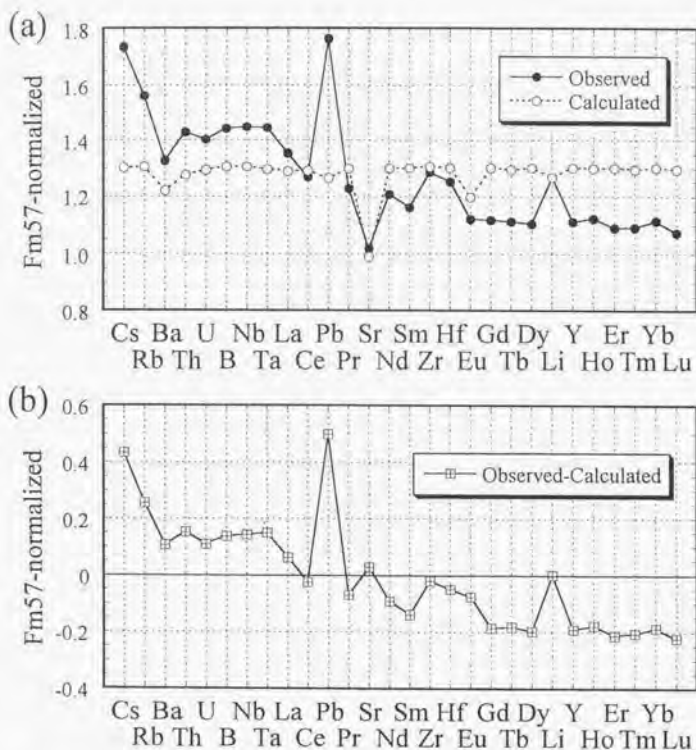 (a)
1.8
1.6
1.4
1.2
1.0
0.8
Fm57-normalized
Observed
Calculated
Cs Ba U Nb La Pb Sr Sm Hf Gd Dy Y Er Yb
Rb Th B Ta Ce Pr Nd Zr Eu Tb Li Ho Tm Lu
(b)
0.6
0.4
0.2
0
-0.2
-0.4
Fm57-normalized
Observed-Calculated
Cs Ba U Nb La Pb Sr Sm Hf Gd Dy Y Er Yb
Rb Th B Ta Ce Pr Nd Zr Eu Tb Li Ho Tm Lu